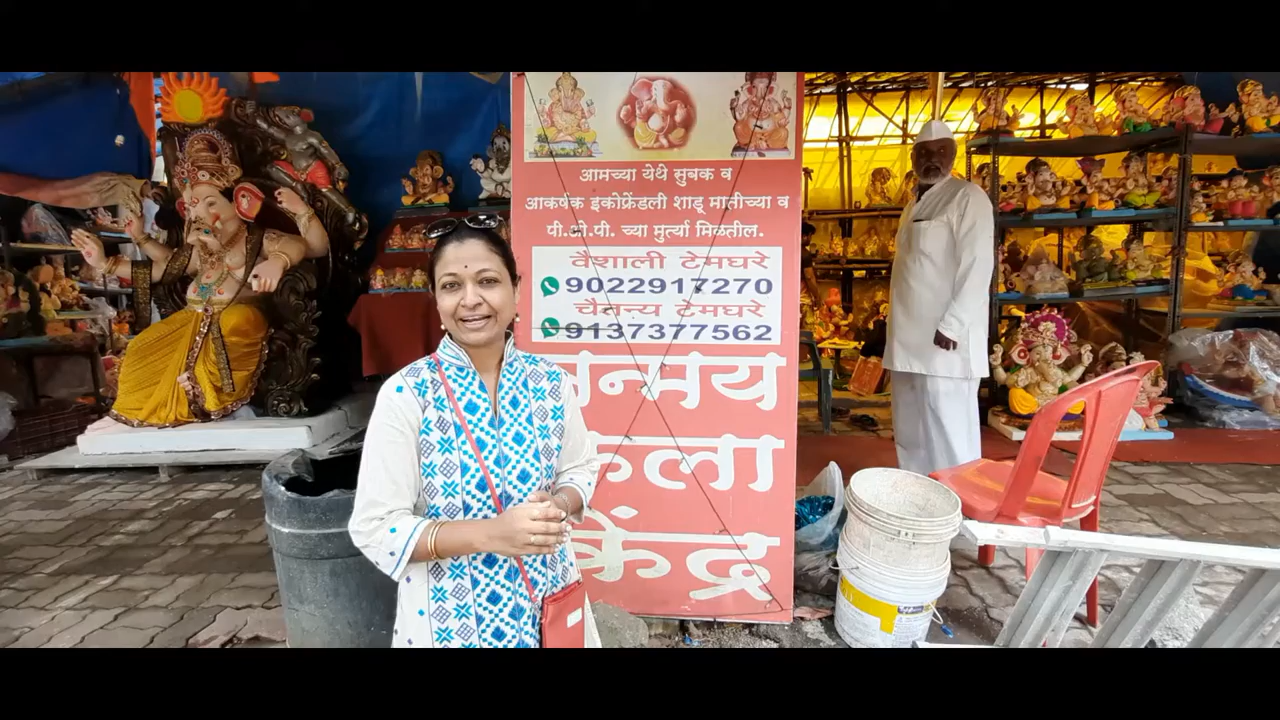 आमच्या येथे सुबक व
आकर्षक इकोफ्रेंडली शाडू मातीच्या व
पी.ओ.पी. च्या मुर्त्या मिळतील.
वैशाली टेमघरे
9022917270
चैतन्य टेमघरे
9137377562
कला
केंद्र